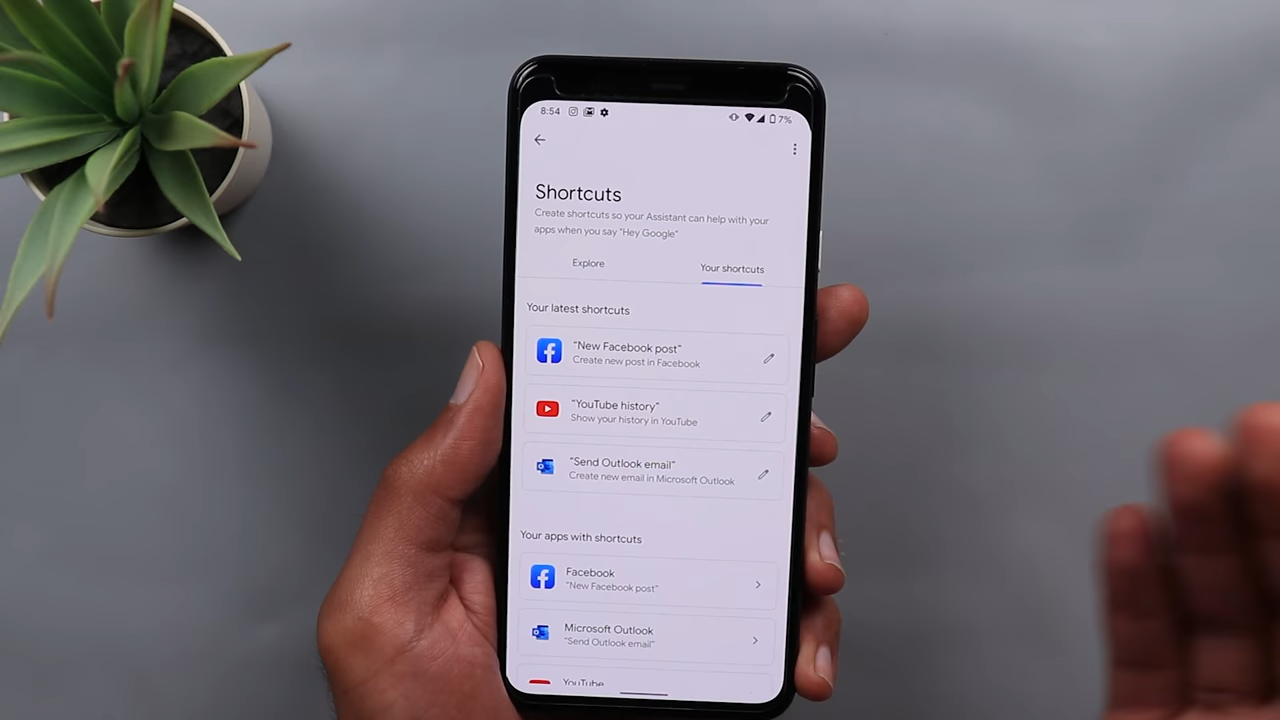 8:54
7%
Shortcuts
Create shortcuts so your Assistant can help with your
apps when you say "Hey Google"
Explore
Your shortcuts
Your latest shortcuts
"New Facebook post"
Create new post in Facebook
"YouTube history"
Show your history in YouTube
"Send Outlook email"
Create new email in Microsoft Outlook
Your apps with shortcuts
Facebook
"New Facebook post"
Microsoft Outlook
"Send Outlook email"
YouTube